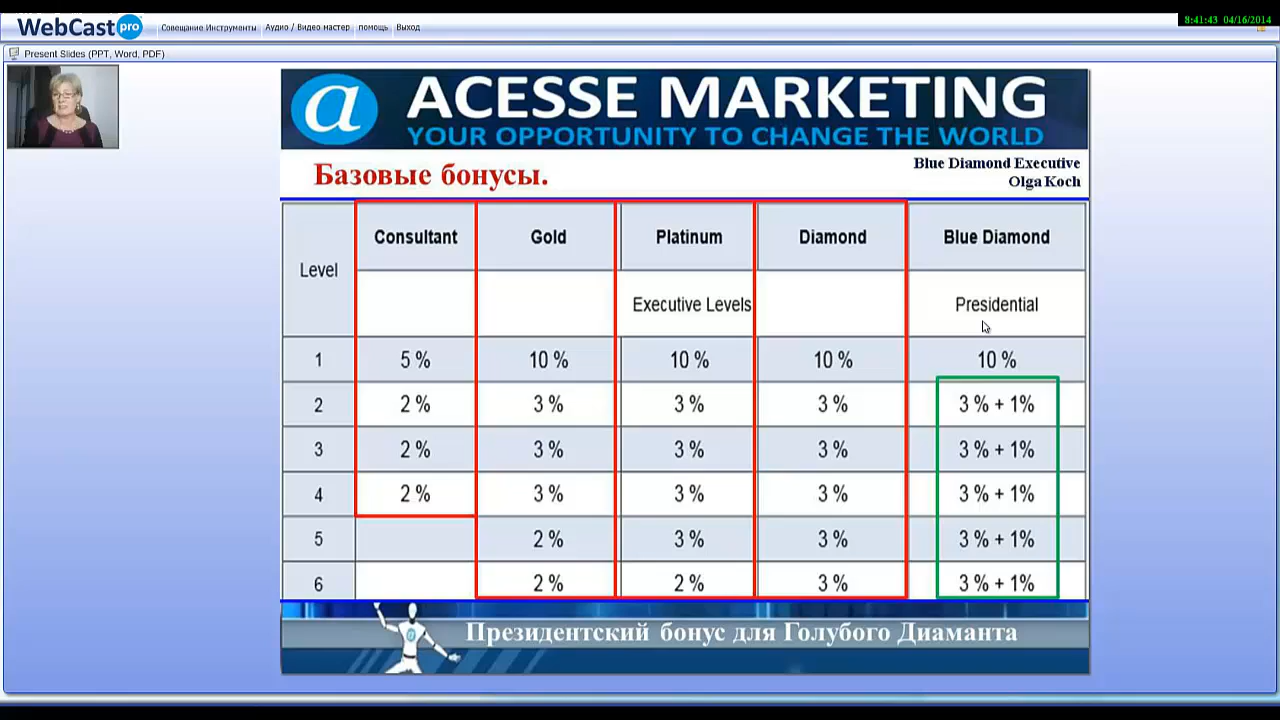 8:41:43 04/16/2014
WebCast pro
Совещание Инструменты Аудио / Видео мастер помощь Выход
Present Slides (PPT, Word, PDF)
a ACESSE MARKETING
YOUR OPPORTUNITY TO CHANGE THE WORLD
Базовые бонусы.
Blue Diamond Executive
Olga Koch
Level Consultant Gold Platinum Diamond Blue Diamond
Executive Levels Presidential
1 5 % 10 % 10 % 10 % 10 %
2 2 % 3 % 3 % 3 % 3 % + 1%
3 2 % 3 % 3 % 3 % 3 % + 1%
4 2 % 3 % 3 % 3 % 3 % + 1%
5 2 % 3 % 3 % 3 % + 1%
6 2 % 2 % 3 % 3 % + 1%
Президентский бонус для Голубого Диаманта